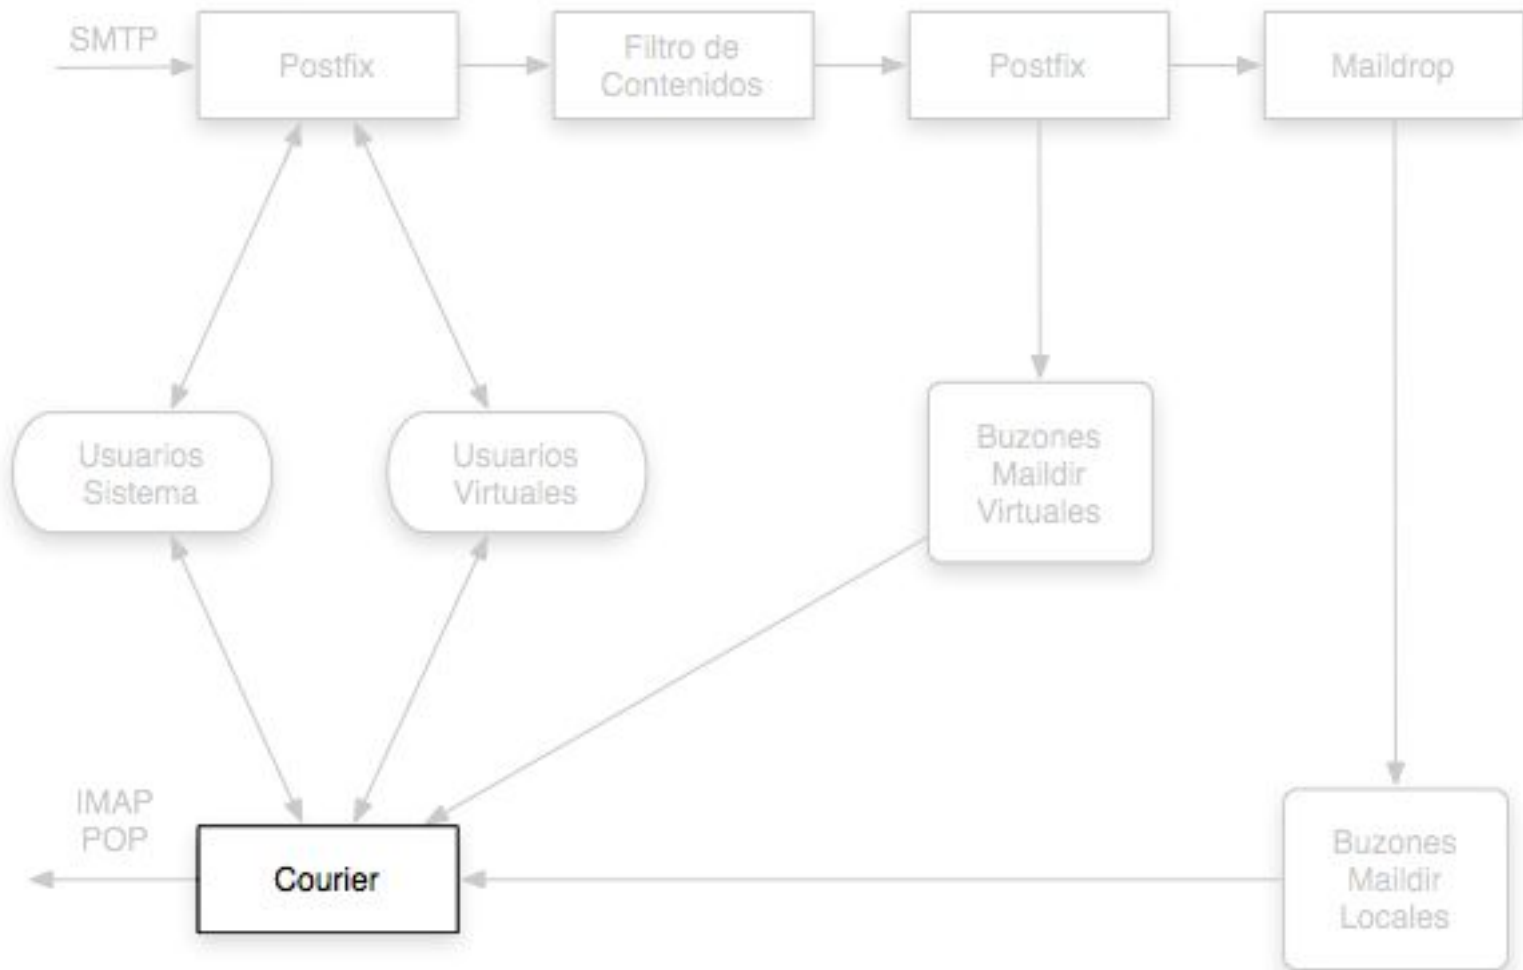 SMTP
Postfix
Filtro de
Contenidos
Postfix
Maildrop
Usuarios
Sistema
Usuarios
Virtuales
Buzones
Maildir
Virtuales
IMAP
POP
Courier
Buzones
Maildir
Locales